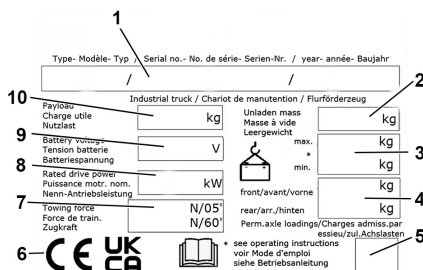 1
Type- Modèle- Typ / Serial no.- No. de série- Serien-Nr. / year- année- Baujahr
/ /
Industrial truck / Chariot de manutention / Flurförderzeug
10
Payload
Charge utile
Nutzlast
kg
Unladen mass
Masse à vide
Leergewicht
kg
2
9
Battery voltage
Tension batterie
Batteriespannung
V
max.
*
min.
kg
kg
3
8
Rated drive power
Puissance motr. nom.
Nenn-Antriebsleistung
kW
front/avant/vorne
rear/arr./hinten
kg
kg
4
7
Towing force
Force de train.
Zugkraft
N/05'
N/60'
Perm.axle loadings/Charges admiss.par
essieu/zul.Achslasten
6
CE UK
CA
* see operating instructions
voir Mode d'emploi
siehe Betriebsanleitung
5